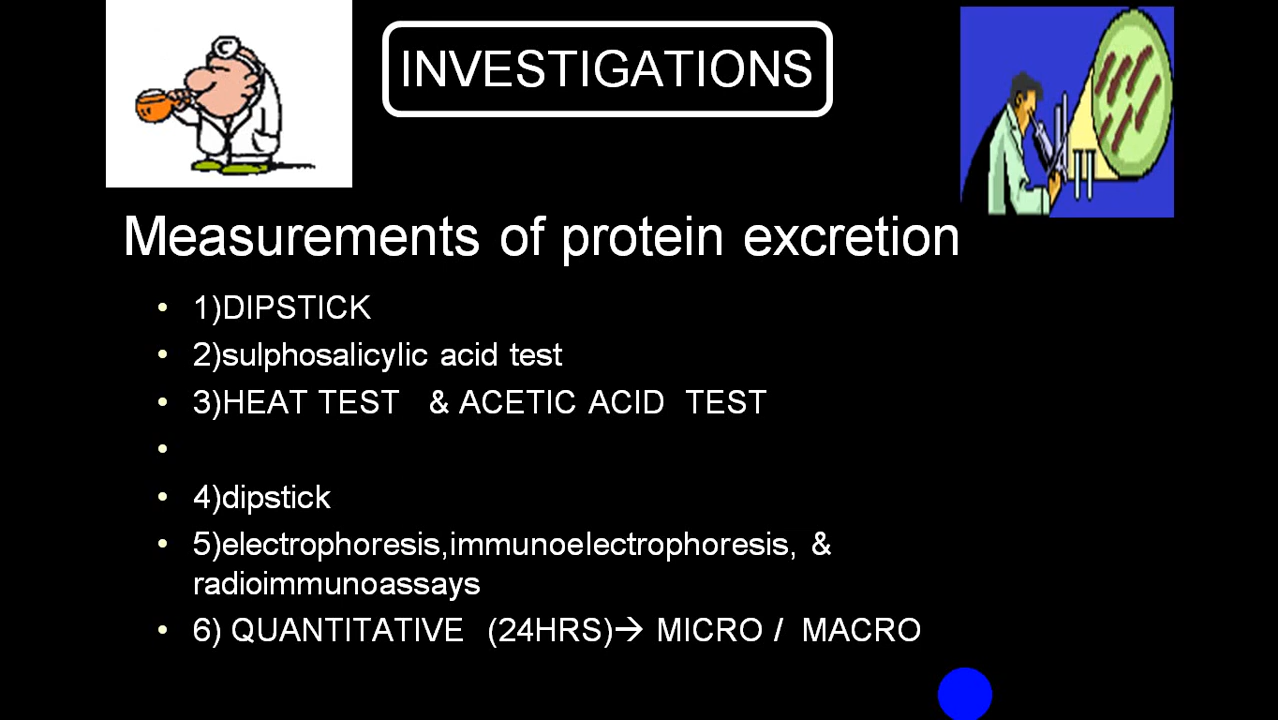 INVESTIGATIONS
Measurements of protein excretion
• 1)DIPSTICK
• 2)sulphosalicylic acid test
• 3)HEAT TEST & ACETIC ACID TEST
•
• 4)dipstick
• 5)electrophoresis,immunoelectrophoresis, &
radioimmunoassays
• 6) QUANTITATIVE (24HRS)→ MICRO / MACRO